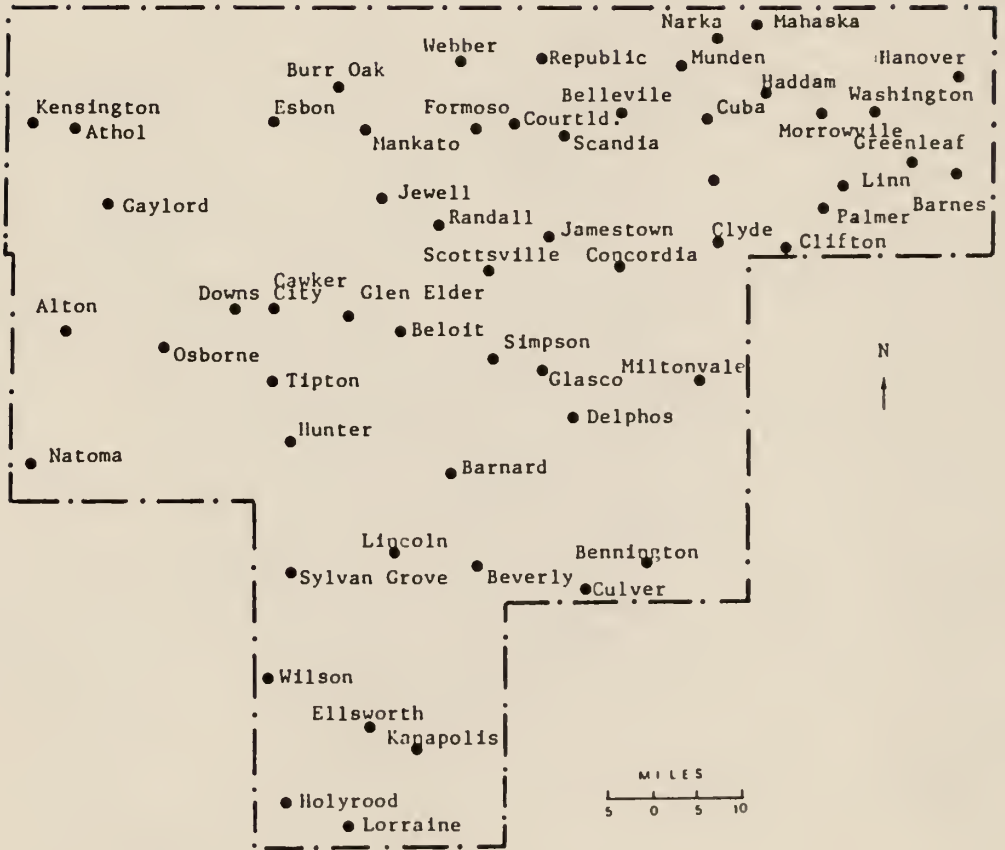 Narka
Mahaska
Webber
Republic
Munden
Hanover
Burr Oak
Haddam
Kensington
Esbon
Formoso
Bellevile
Cuba
Washington
Athol
Mankato
Courtld.
Scandia
Morrowvile
Greenleaf
Gaylord
Jewell
Linn
Barnes
Randall
Jamestown
Clyde
Palmer
Scottsville
Concordia
Clifton
Cawker
City
Downs
Glen Elder
Alton
Beloit
Osborne
Simpson
Tipton
Glasco
Miltonvale
N
Delphos
Hunter
Natoma
Barnard
Lincoln
Bennington
Sylvan Grove
Beverly
Culver
Wilson
Ellsworth
Kanapolis
MILES
5 0 5 10
Holyrood
Lorraine